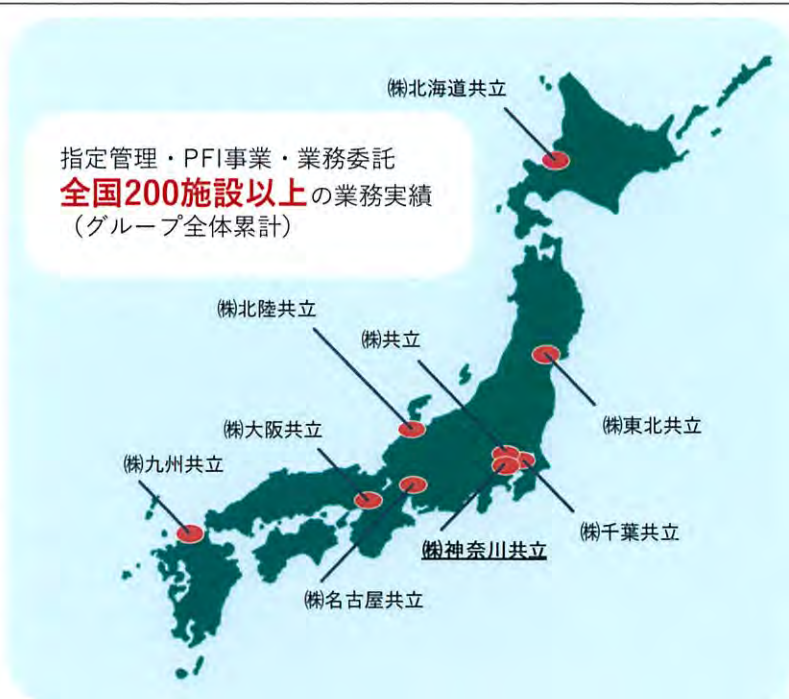 ㈱北海道共立
指定管理・PFI事業・業務委託
全国200施設以上の業務実績
（グループ全体累計）
㈱北陸共立
㈱共立
㈱東北共立
㈱大阪共立
㈱九州共立
㈱千葉共立
㈱神奈川共立
㈱名古屋共立